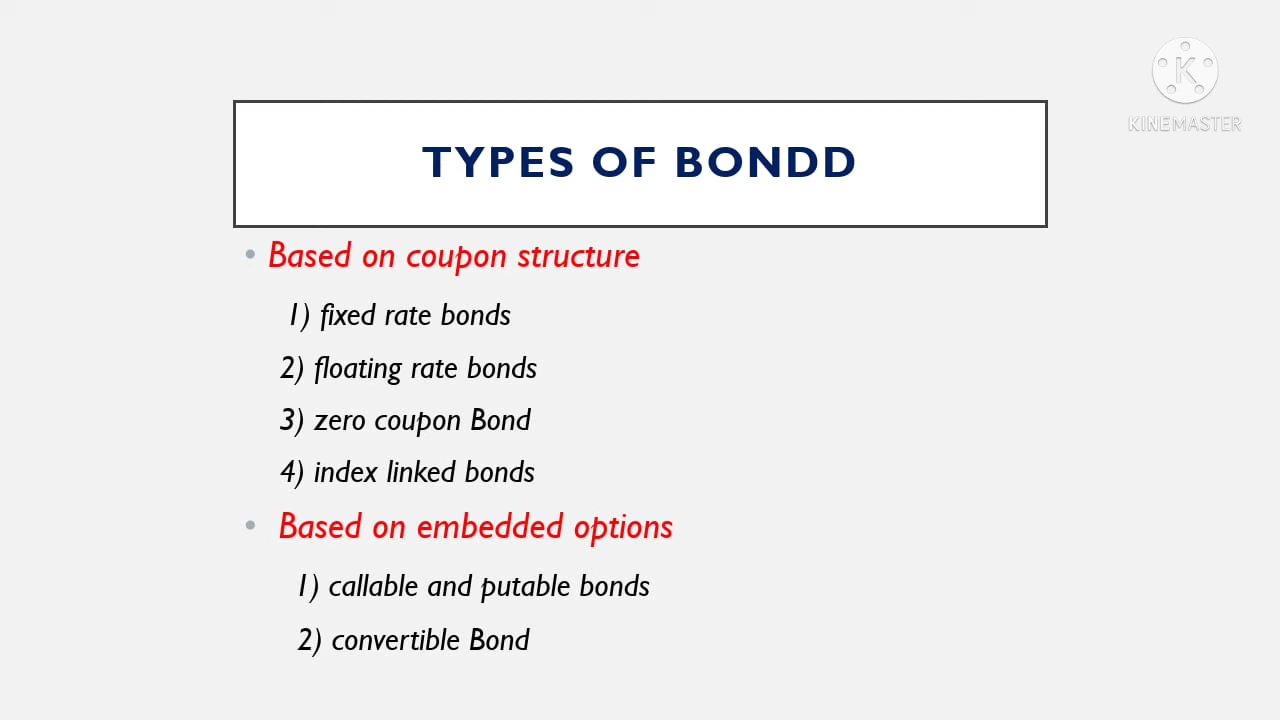 K
KINEMASTER
TYPES OF BONDD
• Based on coupon structure
1) fixed rate bonds
2) floating rate bonds
3) zero coupon Bond
4) index linked bonds
• Based on embedded options
1) callable and putable bonds
2) convertible Bond